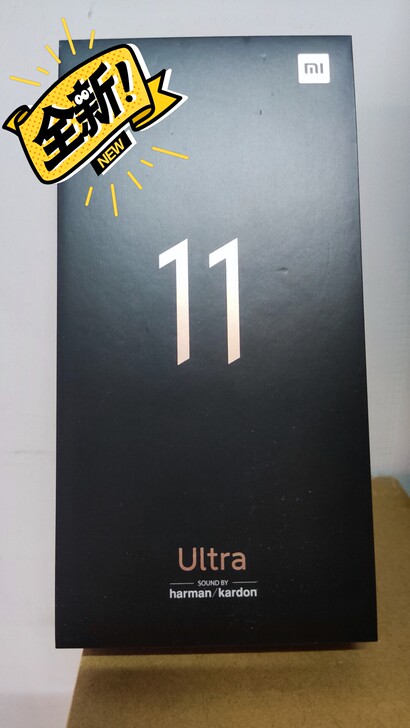 全新!
NEW
mi
11
Ultra
SOUND BY
harman/kardon